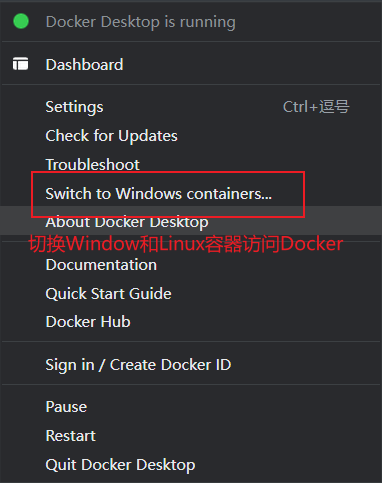 Docker Desktop is running
Dashboard
Settings Ctrl+逗号
Check for Updates
Troubleshoot
Switch to Windows containers...
About Docker Desktop
切换Window和Linux容器访问Docker
Documentation
Quick Start Guide
Docker Hub
Sign in / Create Docker ID
Pause
Restart
Quit Docker Desktop